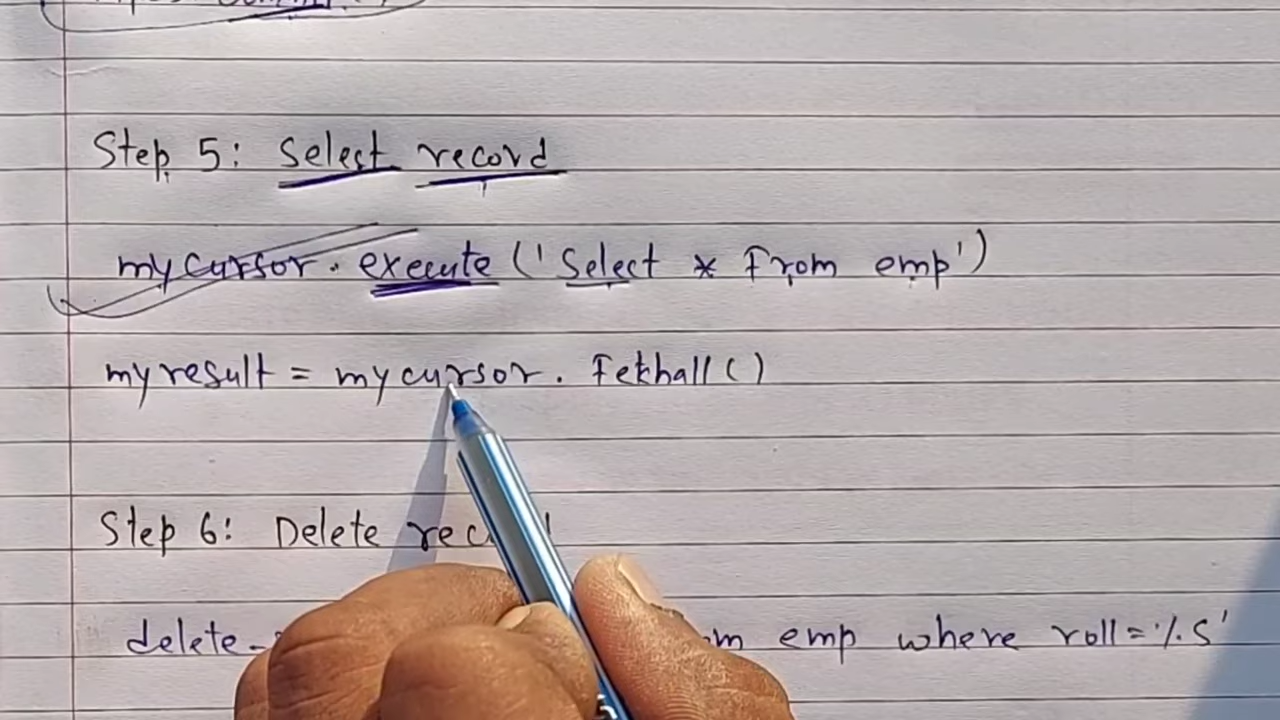 Step 5: Select record
mycursor.execute('Select * From emp')
myresult = mycursor.Fetchall()
Step 6: Delete
delete emp where roll=%s'